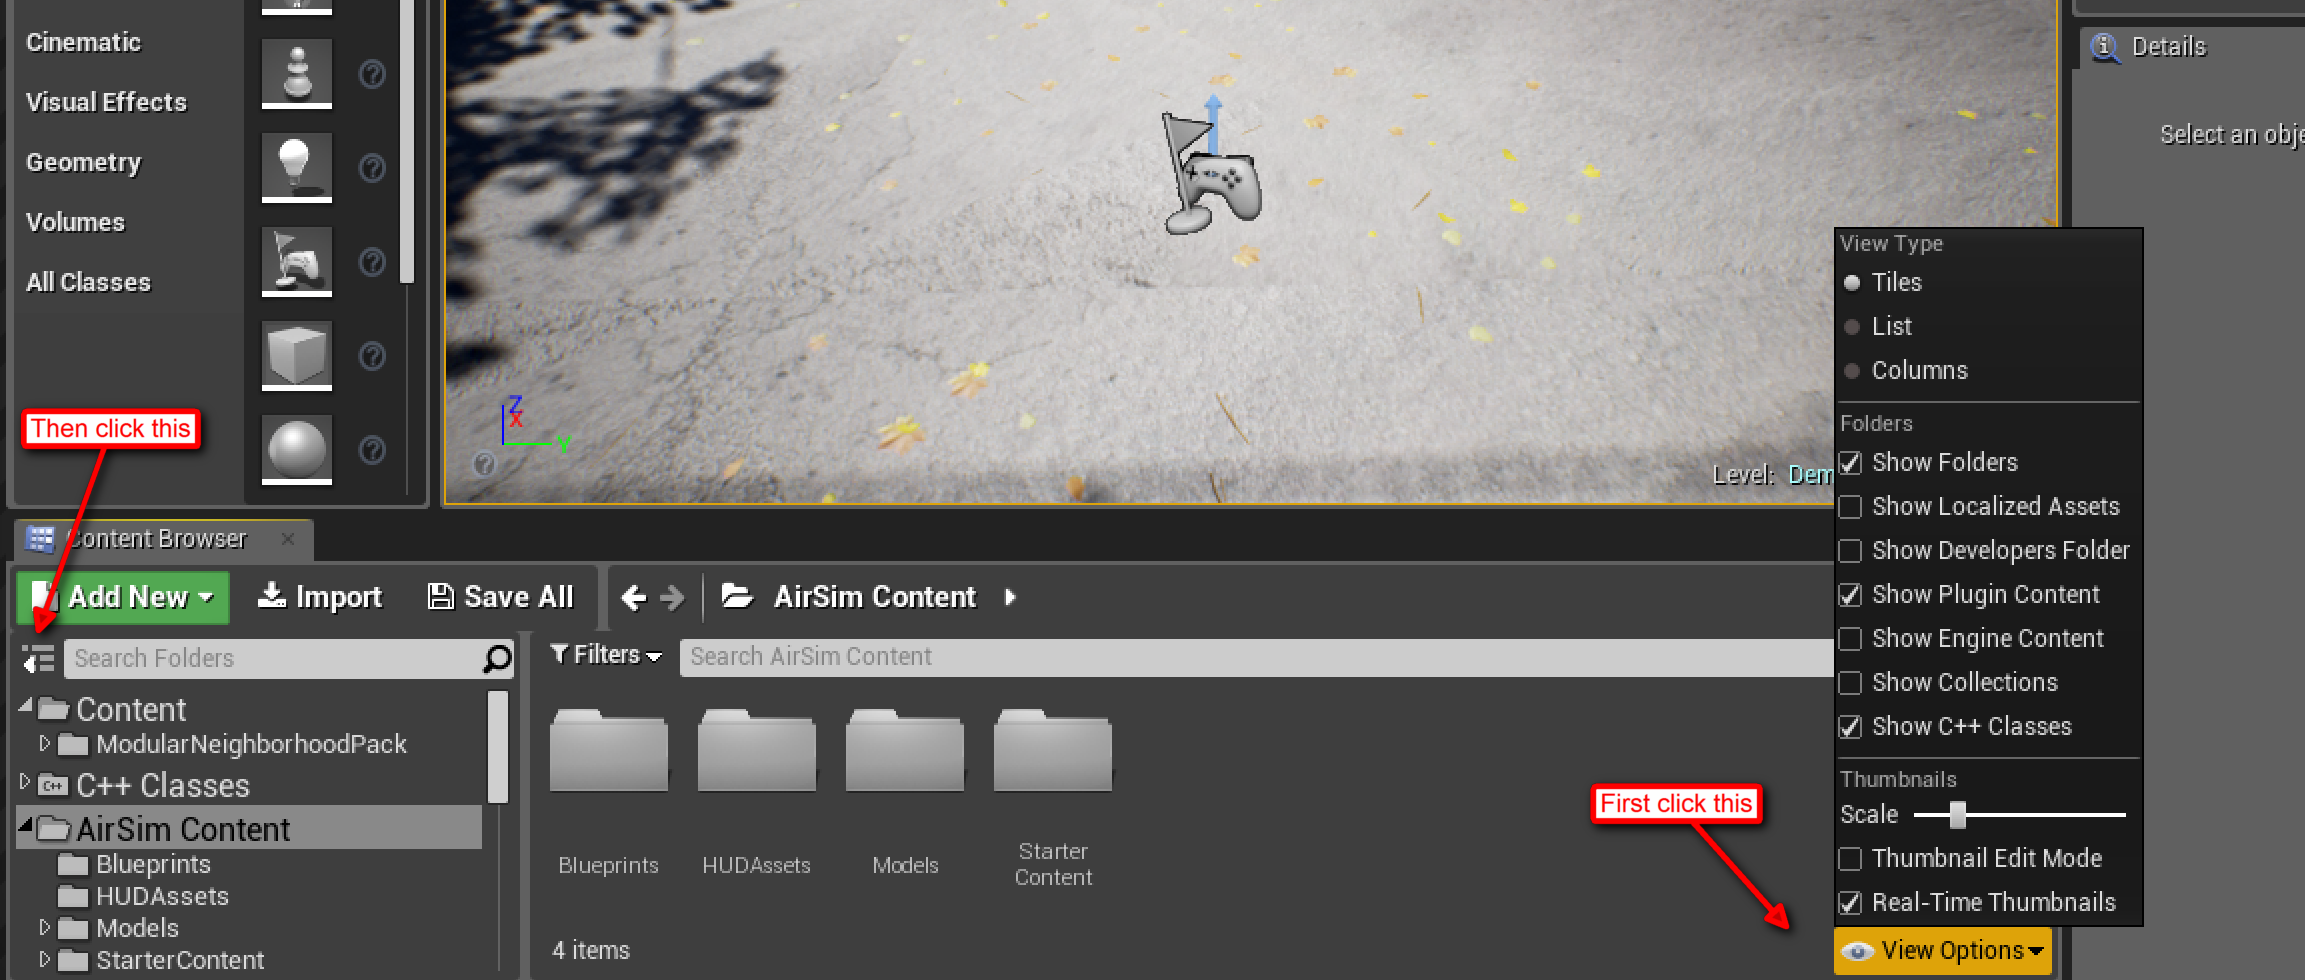 Cinematic
Visual Effects
Geometry
Volumes
All Classes
Z
X
Y
Level:
Details
View Type
Tiles
List
Columns
Folders
Show Folders
Show Localized Assets
Show Developers Folder
Show Plugin Content
Show Engine Content
Show Collections
Show C++ Classes
Thumbnails
Scale
Thumbnail Edit Mode
Real-Time Thumbnails
View Options
Then click this
First click this
Content Browser
Add New
Import
Save All
AirSim Content
Search Folders
Filters
Search AirSim Content
Content
ModularNeighborhoodPack
C++
C++ Classes
AirSim Content
Blueprints
HUDAssets
Models
StarterContent
Blueprints
HUDAssets
Models
Starter
Content
4 items
Select an